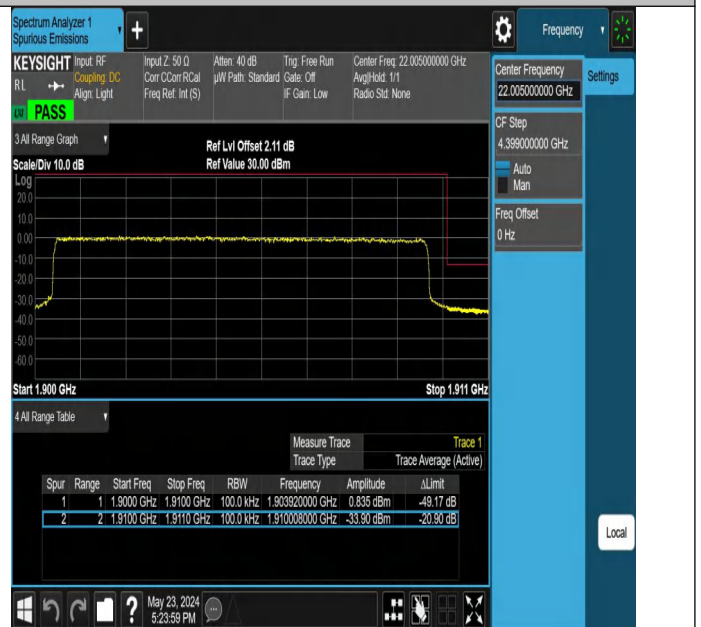 Spectrum Analyzer 1
Spurious Emissions
+
Frequency
KEYSIGHT Input: RF Input Z: 50 Ω Atten: 40 dB Trig: Free Run Center Freq: 22.005000000 GHz
RL Coupling: DC Corr CCorr RCal µW Path: Standard Gate: Off Avg|Hold: 1/1
Align: Light Freq Ref: Int (S) IF Gain: Low Radio Std: None
PASS
Center Frequency
22.005000000 GHz
Settings
CF Step
4.399000000 GHz
Auto
Man
Freq Offset
0 Hz
3 All Range Graph
Ref Lvl Offset 2.11 dB
Scale/Div 10.0 dB Ref Value 30.00 dBm
Log
20.0
10.0
0.00
-10.0
-20.0
-30.0
-40.0
-50.0
-60.0
Start 1.900 GHz Stop 1.911 GHz
4 All Range Table
Measure Trace Trace 1
Trace Type Trace Average (Active)
Spur Range Start Freq Stop Freq RBW Frequency Amplitude ΔLimit
1 1 1.9000 GHz 1.9100 GHz 100.0 kHz 1.903920000 GHz 0.835 dBm -49.17 dB
2 2 1.9100 GHz 1.9110 GHz 100.0 kHz 1.910008000 GHz -33.90 dBm -20.90 dB
Local
? May 23, 2024
5:23:59 PM